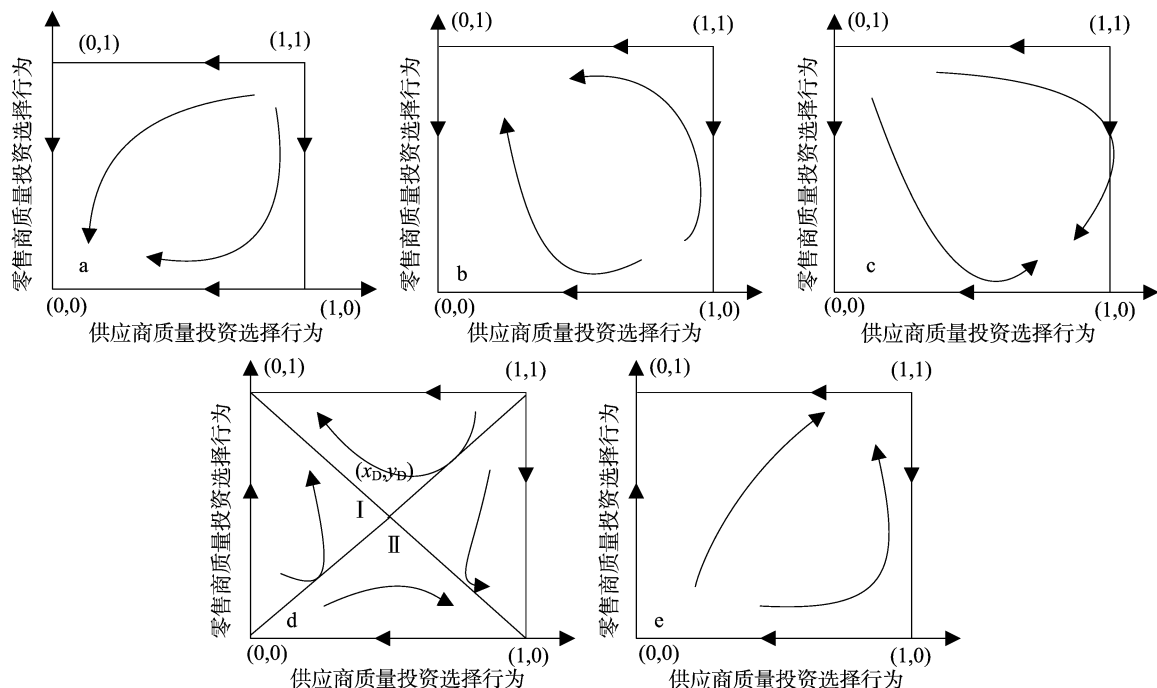 (0,1)
(1,1)
零售商质量投资选择行为
a
(0,0)
(1,0)
供应商质量投资选择行为
(0,1)
(1,1)
零售商质量投资选择行为
b
(0,0)
(1,0)
供应商质量投资选择行为
(0,1)
(1,1)
零售商质量投资选择行为
c
(0,0)
(1,0)
供应商质量投资选择行为
(0,1)
(1,1)
零售商质量投资选择行为
(xD,yD)
Ⅰ
Ⅱ
d
(0,0)
(1,0)
供应商质量投资选择行为
(0,1)
(1,1)
零售商质量投资选择行为
e
(0,0)
(1,0)
供应商质量投资选择行为